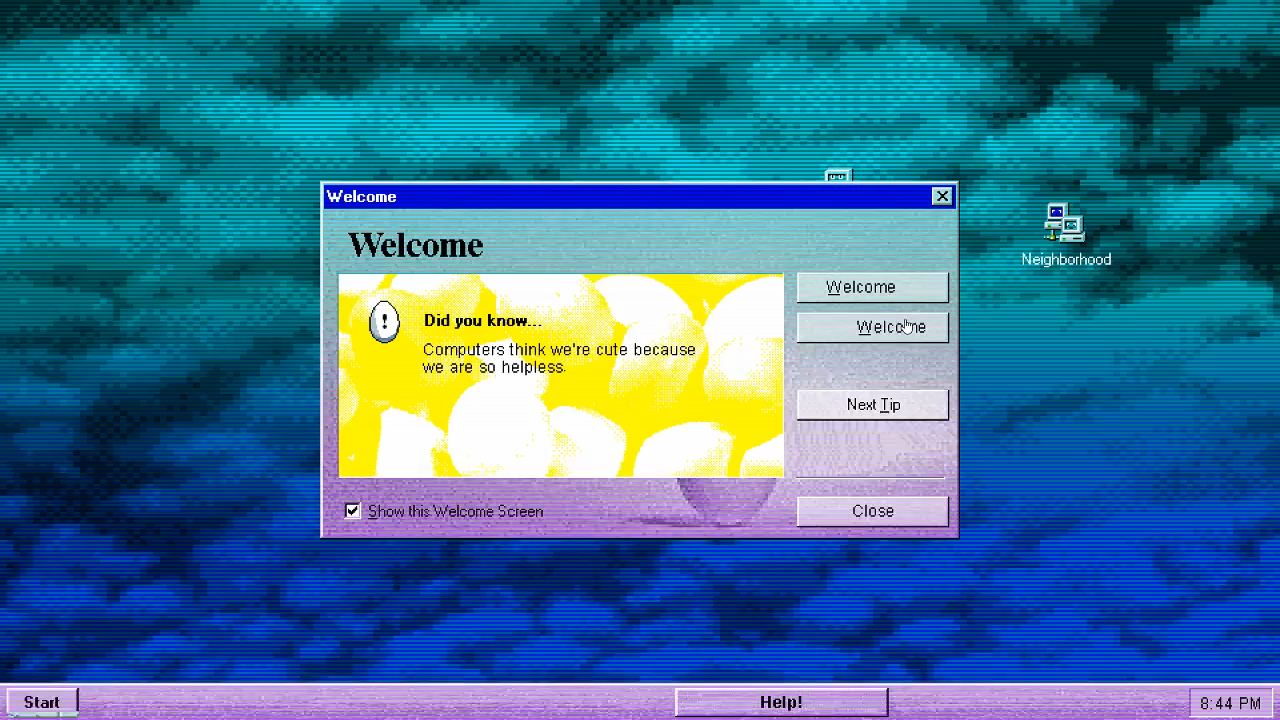 Welcome
Welcome
Neighborhood
Welcome
!
Did you know...
Welcome
Computers think we're cute because
we are so helpless.
Next Tip
Show this Welcome Screen
Close
Start
Help!
8:44 PM